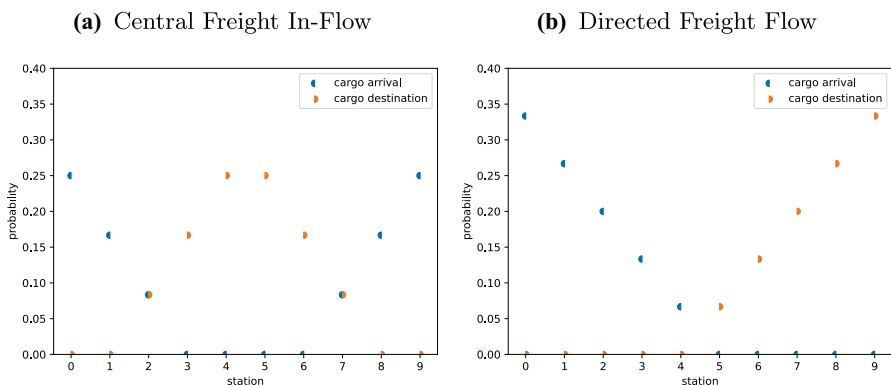 (a) Central Freight In-Flow
0.40
0.35
0.30
0.25
0.20
0.15
0.10
0.05
0.00
probability
cargo arrival
cargo destination
0 1 2 3 4 5 6 7 8 9
station
(b) Directed Freight Flow
0.40
0.35
0.30
0.25
0.20
0.15
0.10
0.05
0.00
probability
cargo arrival
cargo destination
0 1 2 3 4 5 6 7 8 9
station